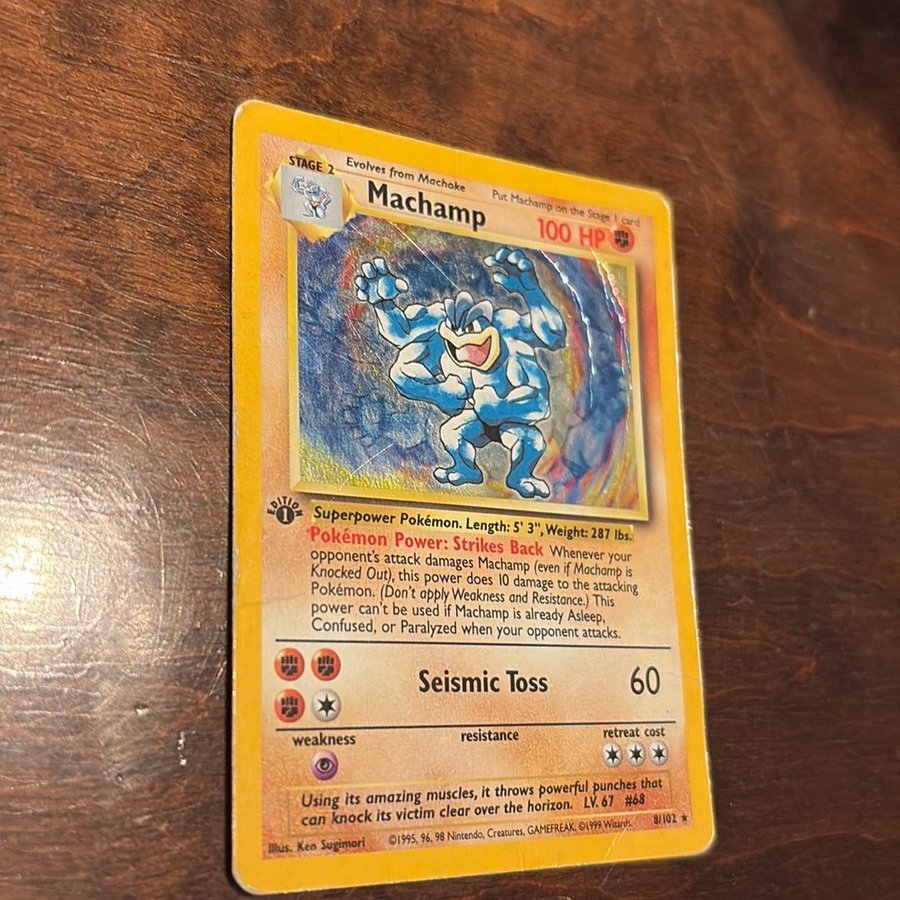 STAGE 2
Evolves from Machoke
Put Machamp on the Stage 1 card
Machamp
100 HP
EDITION
1
Superpower Pokémon. Length: 5' 3", Weight: 287 lbs.
Pokémon Power: Strikes Back Whenever your
opponent's attack damages Machamp (even if Machamp is
Knocked Out), this power does 10 damage to the attacking
Pokémon. (Don't apply Weakness and Resistance.) This
power can't be used if Machamp is already Asleep,
Confused, or Paralyzed when your opponent attacks.
Seismic Toss 60
weakness resistance retreat cost
Using its amazing muscles, it throws powerful punches that
can knock its victim clear over the horizon. LV. 67 #68
Illus. Ken Sugimori ©1995, 96, 98 Nintendo, Creatures, GAMEFREAK. ©1999 Wizards. 8/102 ★